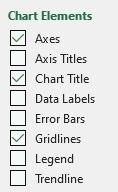 Chart Elements
Axes
Axis Titles
Chart Title
Data Labels
Error Bars
Gridlines
Legend
Trendline